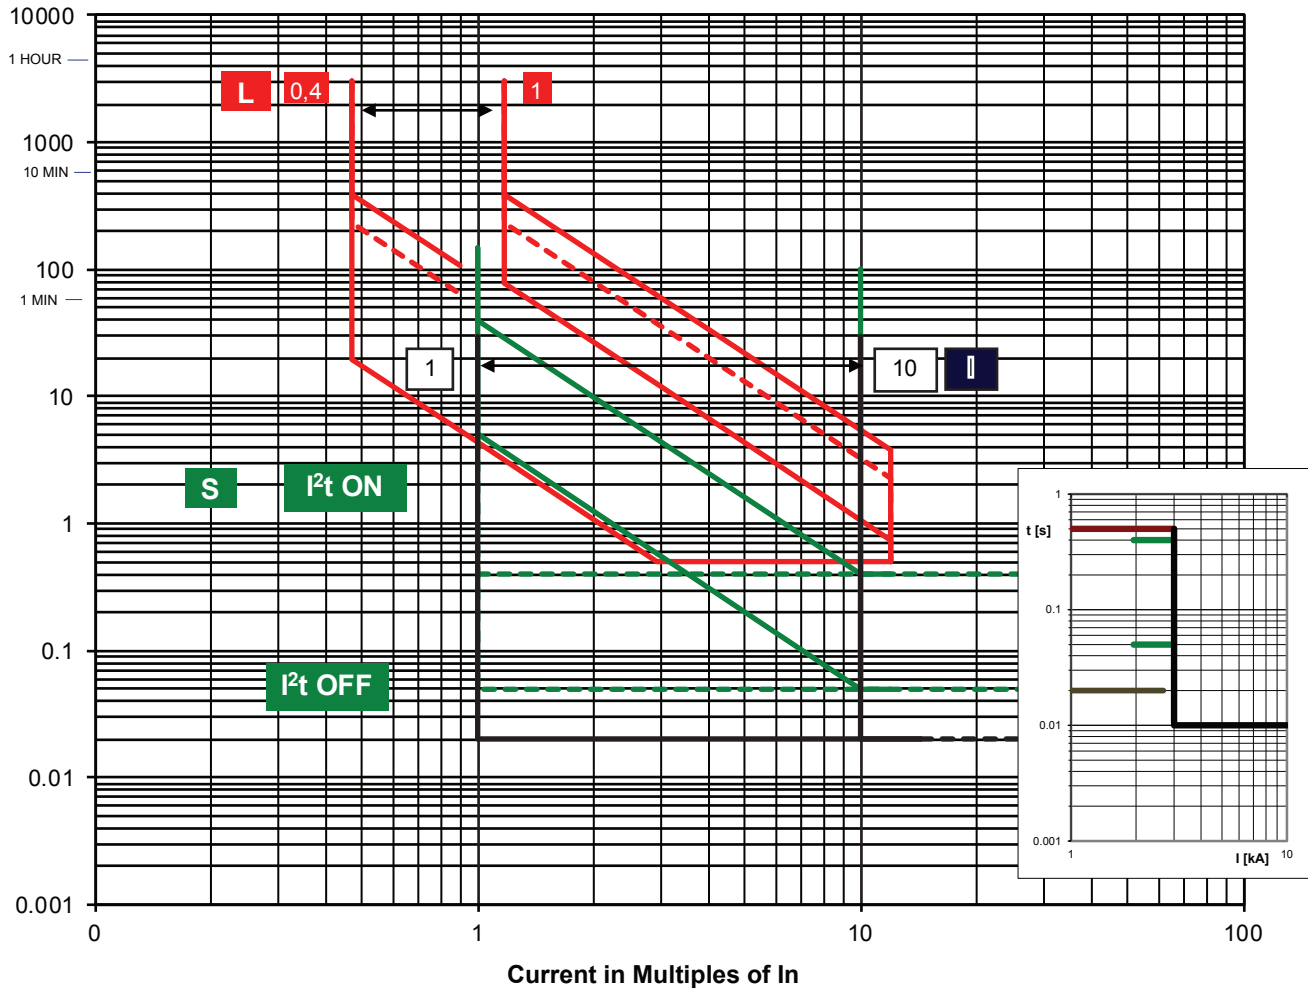 10000
1 HOUR
L 0,4 1
1000
10 MIN
100
1 MIN
1 10 I
10
S I²t ON
1
0.1
I²t OFF
0.01
0.001
0 1 10 100
Current in Multiples of In
1
t [s]
0.1
0.01
0.001
1 10
I [kA]